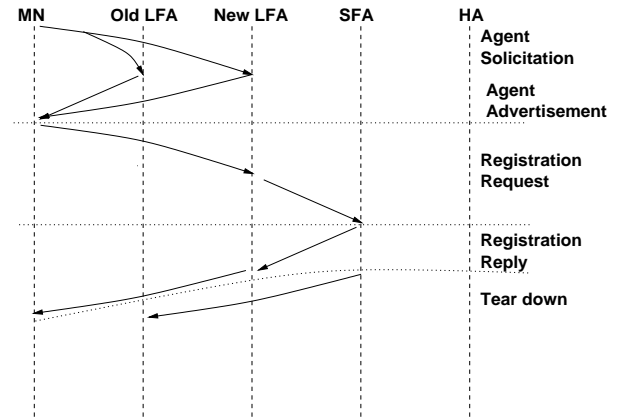 MN Old LFA New LFA SFA HA
Agent
Solicitation
Agent
Advertisement
Registration
Request
Registration
Reply
Tear down